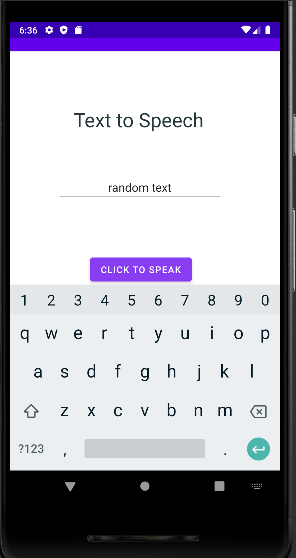 6:36
Text to Speech
random text
CLICK TO SPEAK
1 2 3 4 5 6 7 8 9 0
q w e r t y u i o p
a s d f g h j k l
z x c v b n m
?123 , .